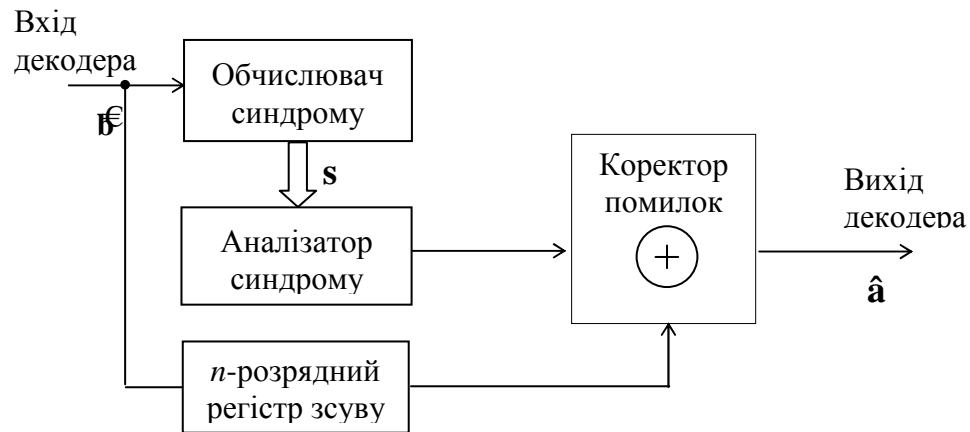 Вхід
декодера
Обчислювач
синдрому
s
Аналізатор
синдрому
n-розрядний
регістр зсуву
Коректор
помилок
+
Вихід
декодера
â